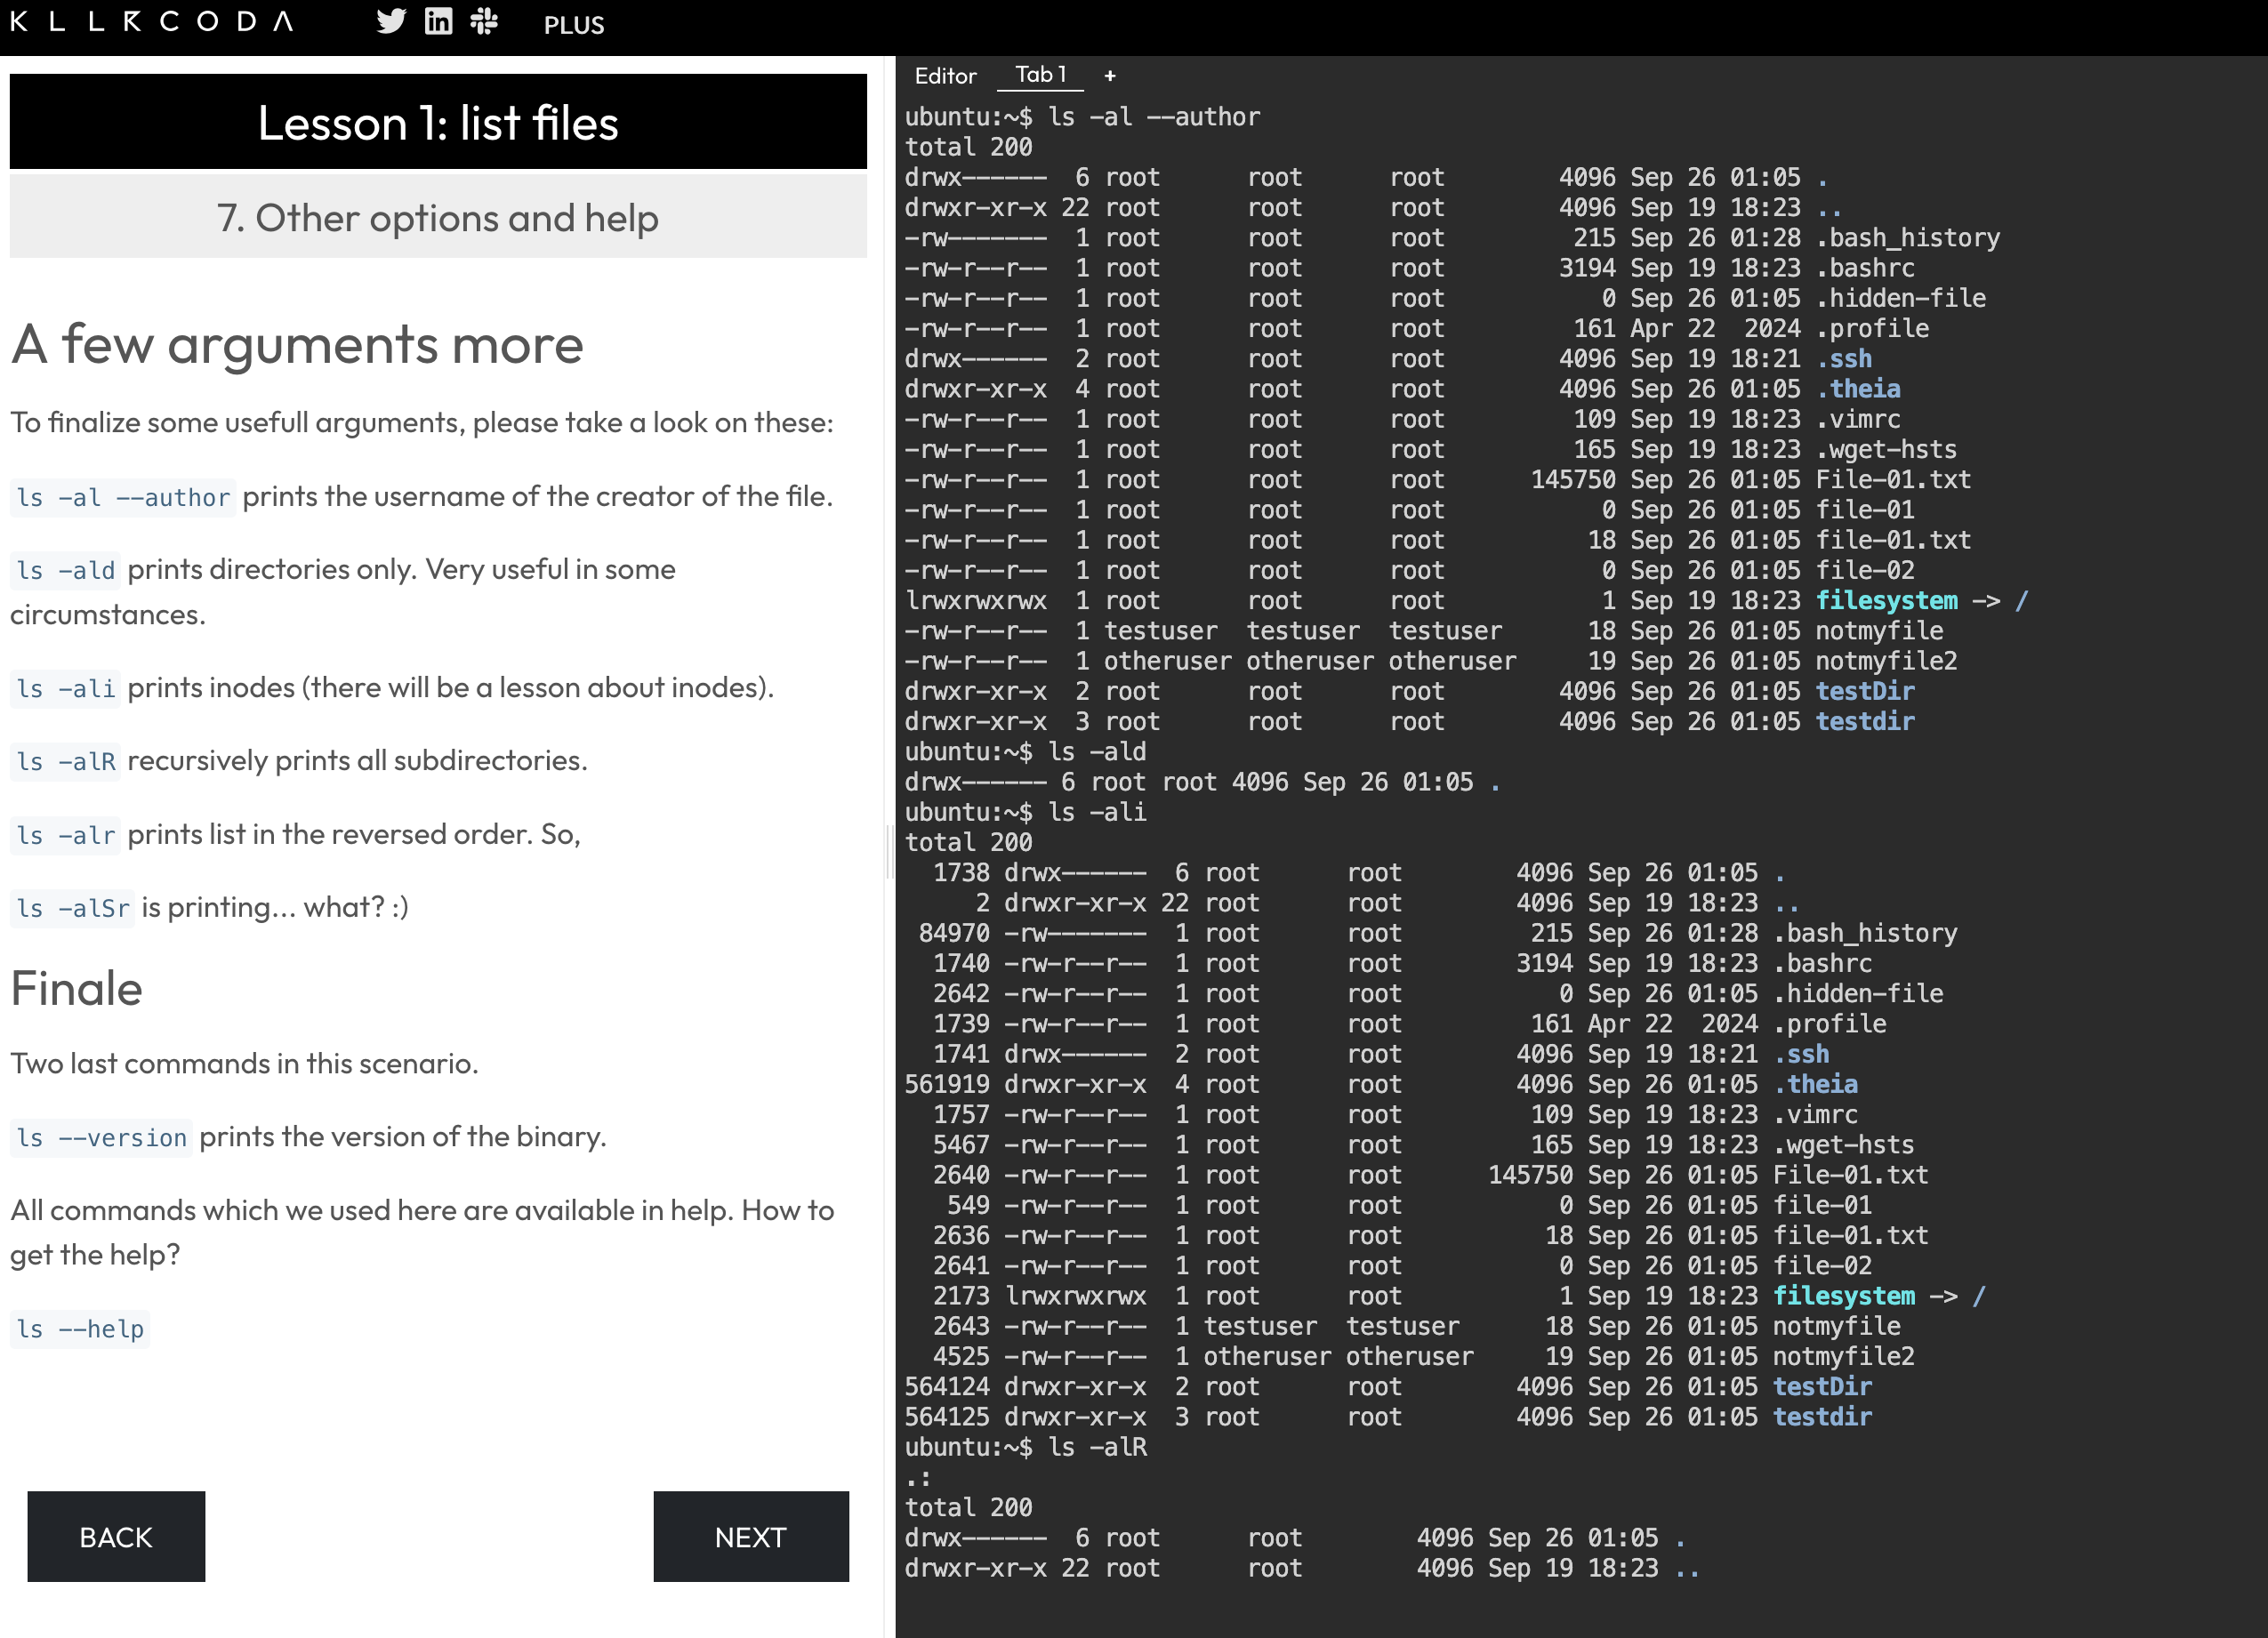 KILLERCODA
PLUS
Lesson 1: list files
7. Other options and help
A few arguments more
To finalize some usefull arguments, please take a look on these:
ls -al --author prints the username of the creator of the file.
ls -ald prints directories only. Very useful in some
circumstances.
ls -ali prints inodes (there will be a lesson about inodes).
ls -alR recursively prints all subdirectories.
ls -alr prints list in the reversed order. So,
ls -alSr is printing... what? :)
Finale
Two last commands in this scenario.
ls --version prints the version of the binary.
All commands which we used here are available in help. How to
get the help?
ls --help
BACK
NEXT
Editor Tab 1 +
ubuntu:~$ ls -al --author
total 200
drwx------  6 root      root      root        4096 Sep 26 01:05 .
drwxr-xr-x 22 root      root      root        4096 Sep 19 18:23 ..
-rw-------  1 root      root      root         215 Sep 26 01:28 .bash_history
-rw-r--r--  1 root      root      root        3194 Sep 19 18:23 .bashrc
-rw-r--r--  1 root      root      root           0 Sep 26 01:05 .hidden-file
-rw-r--r--  1 root      root      root         161 Apr 22  2024 .profile
drwx------  2 root      root      root        4096 Sep 19 18:21 .ssh
drwxr-xr-x  4 root      root      root        4096 Sep 26 01:05 .theia
-rw-r--r--  1 root      root      root         109 Sep 19 18:23 .vimrc
-rw-r--r--  1 root      root      root         165 Sep 19 18:23 .wget-hsts
-rw-r--r--  1 root      root      root      145750 Sep 26 01:05 File-01.txt
-rw-r--r--  1 root      root      root           0 Sep 26 01:05 file-01
-rw-r--r--  1 root      root      root          18 Sep 26 01:05 file-01.txt
-rw-r--r--  1 root      root      root           0 Sep 26 01:05 file-02
lrwxrwxrwx  1 root      root      root           1 Sep 19 18:23 filesystem -> /
-rw-r--r--  1 testuser  testuser  testuser      18 Sep 26 01:05 notmyfile
-rw-r--r--  1 otheruser otheruser otheruser     19 Sep 26 01:05 notmyfile2
drwxr-xr-x  2 root      root      root        4096 Sep 26 01:05 testDir
drwxr-xr-x  3 root      root      root        4096 Sep 26 01:05 testdir
ubuntu:~$ ls -ald
drwx------ 6 root root 4096 Sep 26 01:05 .
ubuntu:~$ ls -ali
total 200
  1738 drwx------  6 root      root        4096 Sep 26 01:05 .
     2 drwxr-xr-x 22 root      root        4096 Sep 19 18:23 ..
 84970 -rw-------  1 root      root         215 Sep 26 01:28 .bash_history
  1740 -rw-r--r--  1 root      root        3194 Sep 19 18:23 .bashrc
  2642 -rw-r--r--  1 root      root           0 Sep 26 01:05 .hidden-file
  1739 -rw-r--r--  1 root      root         161 Apr 22  2024 .profile
  1741 drwx------  2 root      root        4096 Sep 19 18:21 .ssh
561919 drwxr-xr-x  4 root      root        4096 Sep 26 01:05 .theia
  1757 -rw-r--r--  1 root      root         109 Sep 19 18:23 .vimrc
  5467 -rw-r--r--  1 root      root         165 Sep 19 18:23 .wget-hsts
  2640 -rw-r--r--  1 root      root      145750 Sep 26 01:05 File-01.txt
   549 -rw-r--r--  1 root      root           0 Sep 26 01:05 file-01
  2636 -rw-r--r--  1 root      root          18 Sep 26 01:05 file-01.txt
  2641 -rw-r--r--  1 root      root           0 Sep 26 01:05 file-02
  2173 lrwxrwxrwx  1 root      root           1 Sep 19 18:23 filesystem -> /
  2643 -rw-r--r--  1 testuser  testuser      18 Sep 26 01:05 notmyfile
  4525 -rw-r--r--  1 otheruser otheruser     19 Sep 26 01:05 notmyfile2
564124 drwxr-xr-x  2 root      root        4096 Sep 26 01:05 testDir
564125 drwxr-xr-x  3 root      root        4096 Sep 26 01:05 testdir
ubuntu:~$ ls -alR
.:
total 200
drwx------  6 root      root        4096 Sep 26 01:05 .
drwxr-xr-x 22 root      root        4096 Sep 19 18:23 ..